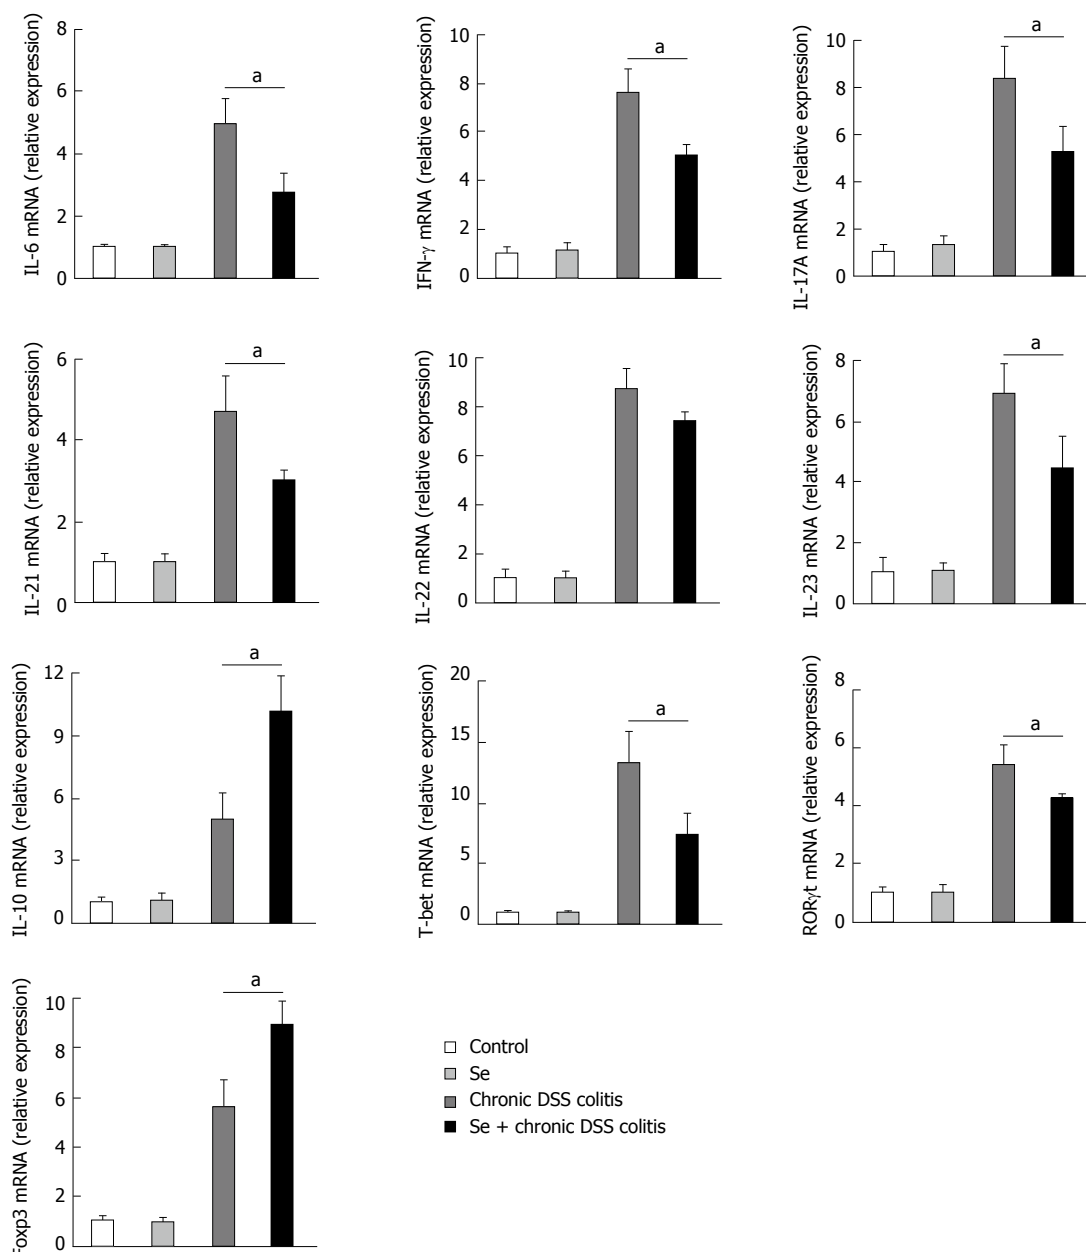 IL-6 mRNA (relative expression)
8
6
4
2
0
a
IFN-γ mRNA (relative expression)
10
8
6
4
2
0
a
IL-17A mRNA (relative expression)
10
8
6
4
2
0
a
IL-21 mRNA (relative expression)
6
4
2
0
a
IL-22 mRNA (relative expression)
10
8
6
4
2
0
IL-23 mRNA (relative expression)
8
6
4
2
0
a
IL-10 mRNA (relative expression)
12
9
6
3
0
a
T-bet mRNA (relative expression)
20
15
10
5
0
a
RORγt mRNA (relative expression)
8
6
4
2
0
a
Foxp3 mRNA (relative expression)
10
8
6
4
2
0
a
Control
Se
Chronic DSS colitis
Se + chronic DSS colitis